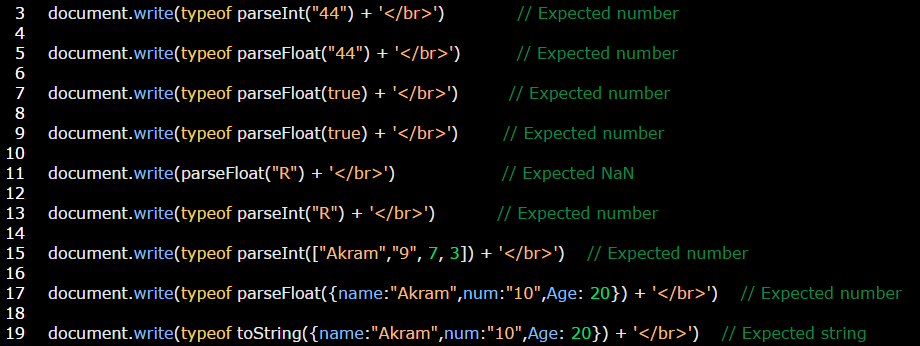 3 document.write(typeof parseInt("44") + '</br>') // Expected number
4
5 document.write(typeof parseFloat("44") + '</br>') // Expected number
6
7 document.write(typeof parseFloat(true) + '</br>') // Expected number
8
9 document.write(typeof parseFloat(true) + '</br>') // Expected number
10
11 document.write(parseFloat("R") + '</br>') // Expected NaN
12
13 document.write(typeof parseInt("R") + '</br>') // Expected number
14
15 document.write(typeof parseInt(["Akram","9", 7, 3]) + '</br>') // Expected number
16
17 document.write(typeof parseFloat({name:"Akram",num:"10",Age: 20}) + '</br>') // Expected number
18
19 document.write(typeof toString({name:"Akram",num:"10",Age: 20}) + '</br>') // Expected string